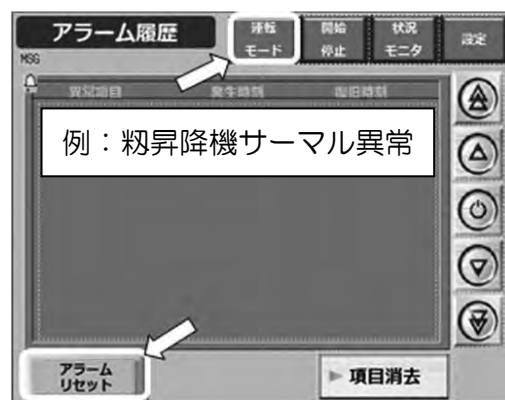 アラーム履歴
運転
モード
開始
停止
状況
モニタ
設定
MSG
異常項目 発生時刻 復旧時刻
例：籾昇降機サーマル異常
アラーム
リセット
項目消去